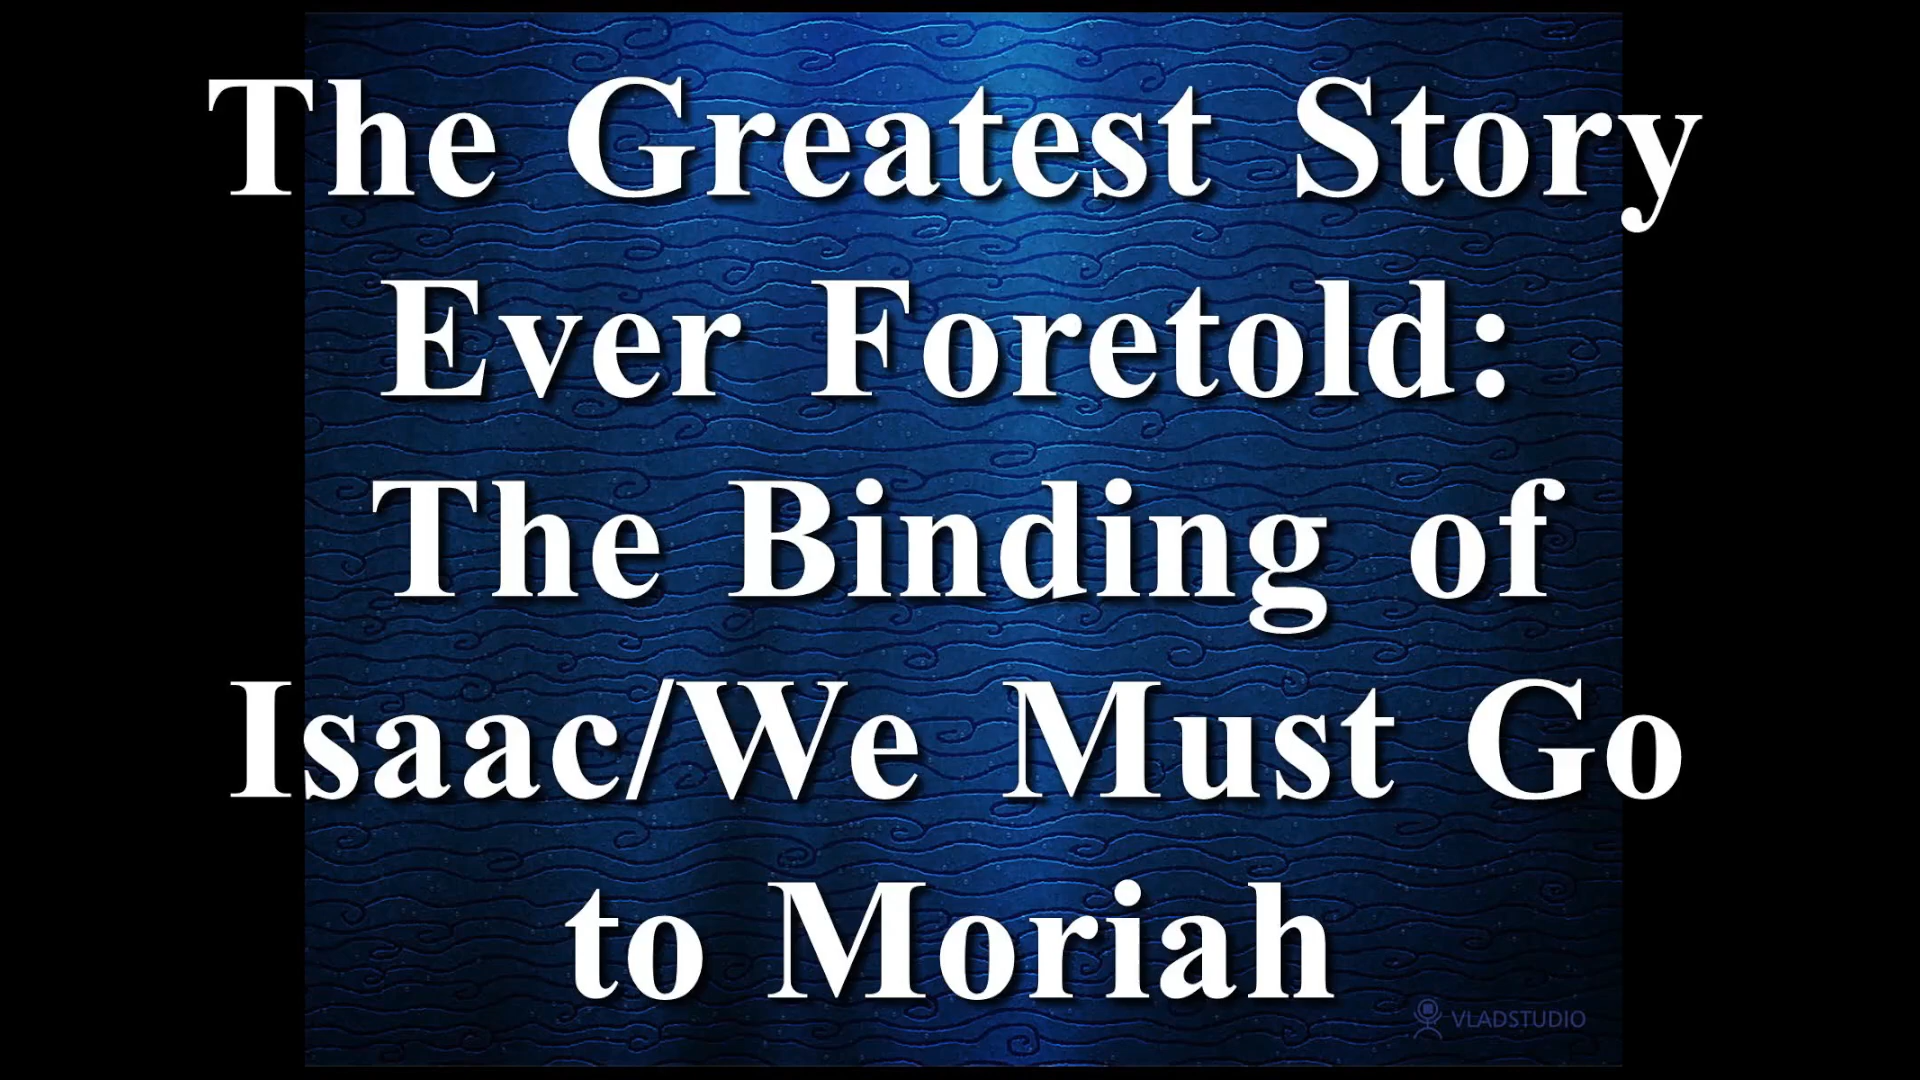 The Greatest Story
Ever Foretold:
The Binding of
Isaac/We Must Go
to Moriah
VLADSTUDIO